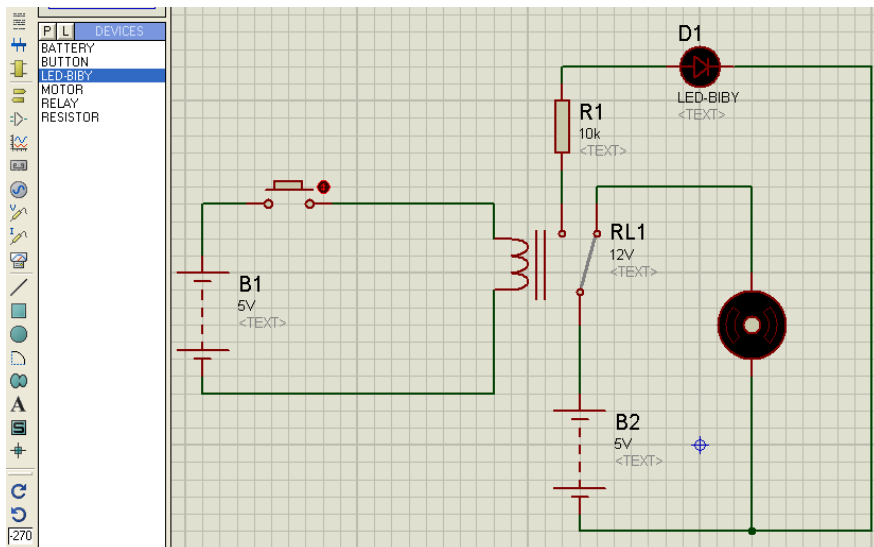 P L DEVICES
BATTERY
BUTTON
LED-BIBY
MOTOR
RELAY
RESISTOR
A
S
-270
D1
LED-BIBY
<TEXT>
R1
10k
<TEXT>
RL1
12V
<TEXT>
B1
5V
<TEXT>
B2
5V
<TEXT>